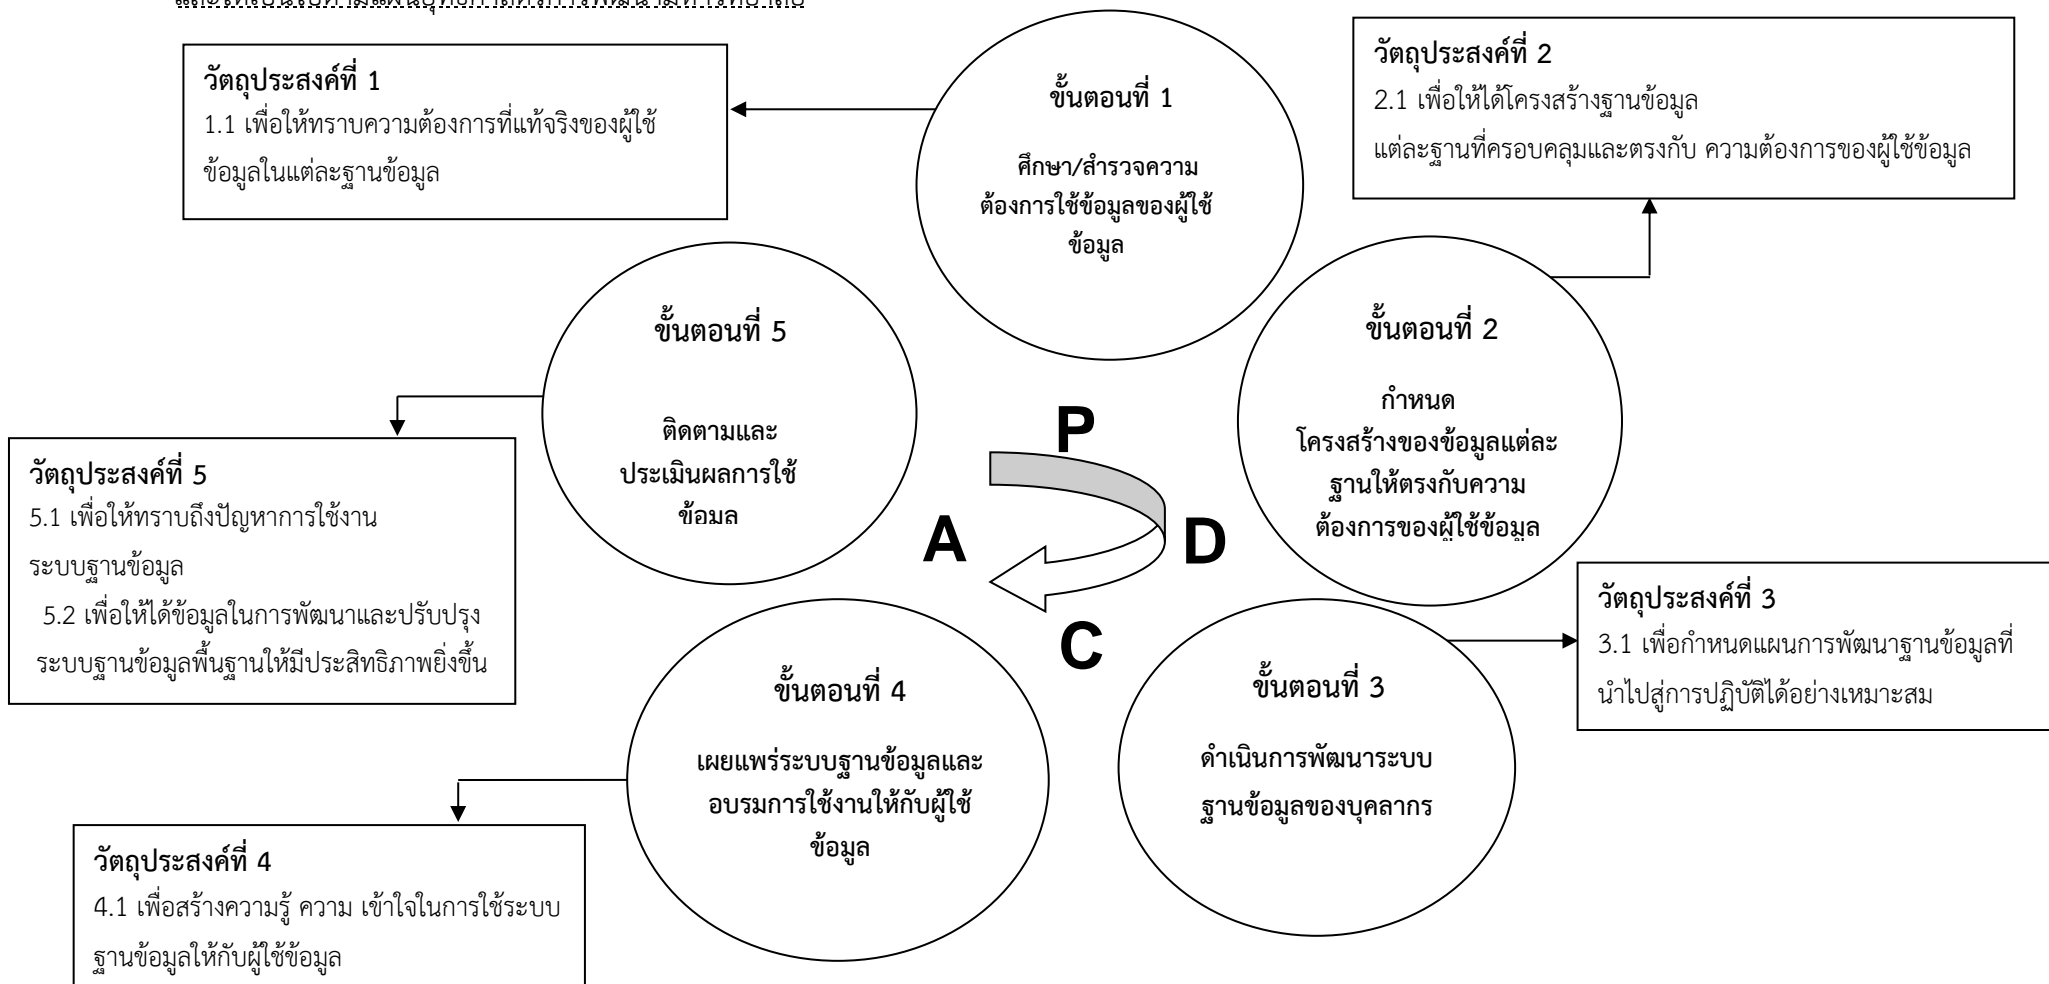 วัตถุประสงค์ที่ 1
1.1 เพื่อให้ทราบความต้องการที่แท้จริงของผู้ใช้
ข้อมูลในแต่ละฐานข้อมูล
ขั้นตอนที่ 1
ศึกษา/สำรวจความ
ต้องการใช้ข้อมูลของผู้ใช้
ข้อมูล
วัตถุประสงค์ที่ 2
2.1 เพื่อให้ได้โครงสร้างฐานข้อมูล
แต่ละฐานที่ครอบคลุมและตรงกับ ความต้องการของผู้ใช้ข้อมูล
ขั้นตอนที่ 5
ติดตามและ
ประเมินผลการใช้
ข้อมูล
ขั้นตอนที่ 2
กำหนด
โครงสร้างของข้อมูลแต่ละ
ฐานให้ตรงกับความ
ต้องการของผู้ใช้ข้อมูล
P
A
D
C
วัตถุประสงค์ที่ 5
5.1 เพื่อให้ทราบถึงปัญหาการใช้งาน
ระบบฐานข้อมูล
5.2 เพื่อให้ได้ข้อมูลในการพัฒนาและปรับปรุง
ระบบฐานข้อมูลพื้นฐานให้มีประสิทธิภาพยิ่งขึ้น
วัตถุประสงค์ที่ 3
3.1 เพื่อกำหนดแผนการพัฒนาฐานข้อมูลที่
นำไปสู่การปฏิบัติได้อย่างเหมาะสม
ขั้นตอนที่ 4
เผยแพร่ระบบฐานข้อมูลและ
อบรมการใช้งานให้กับผู้ใช้
ข้อมูล
ขั้นตอนที่ 3
ดำเนินการพัฒนาระบบ
ฐานข้อมูลของบุคลากร
วัตถุประสงค์ที่ 4
4.1 เพื่อสร้างความรู้ ความ เข้าใจในการใช้ระบบ
ฐานข้อมูลให้กับผู้ใช้ข้อมูล